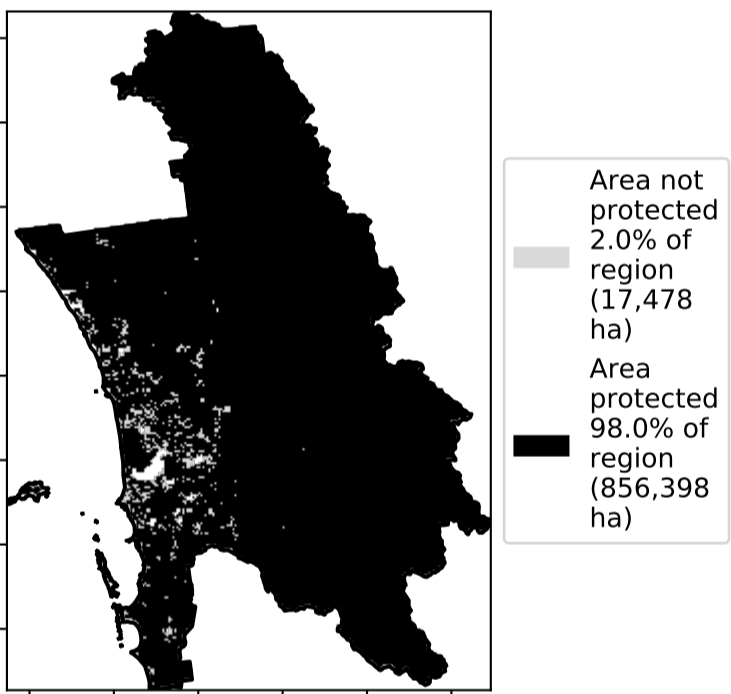 Area not
protected
2.0% of
region
(17,478
ha)
Area
protected
98.0% of
region
(856,398
ha)